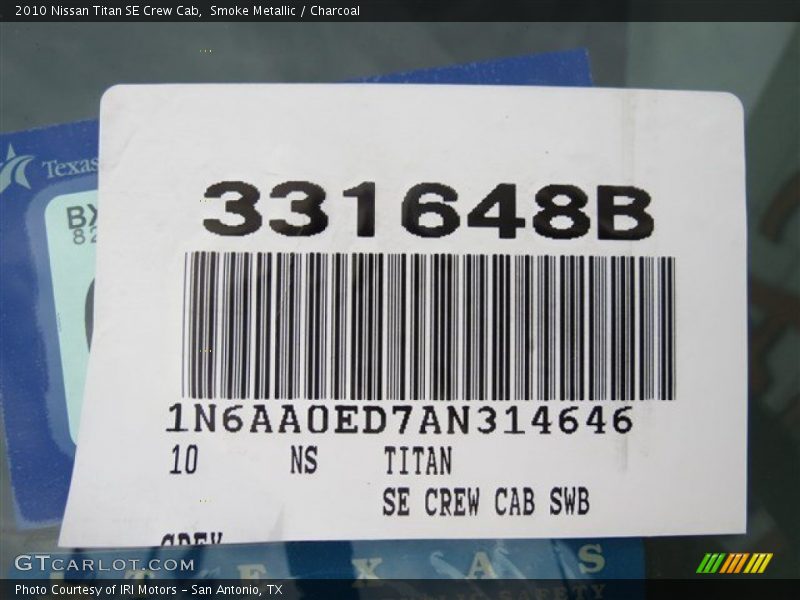 2010 Nissan Titan SE Crew Cab, Smoke Metallic / Charcoal
Texas
331648B
1N6AA0ED7AN314646
10 NS TITAN
SE CREW CAB SWB
GREY
T E X A S
GTCARLOT.COM
Photo Courtesy of IRI Motors – San Antonio, TX